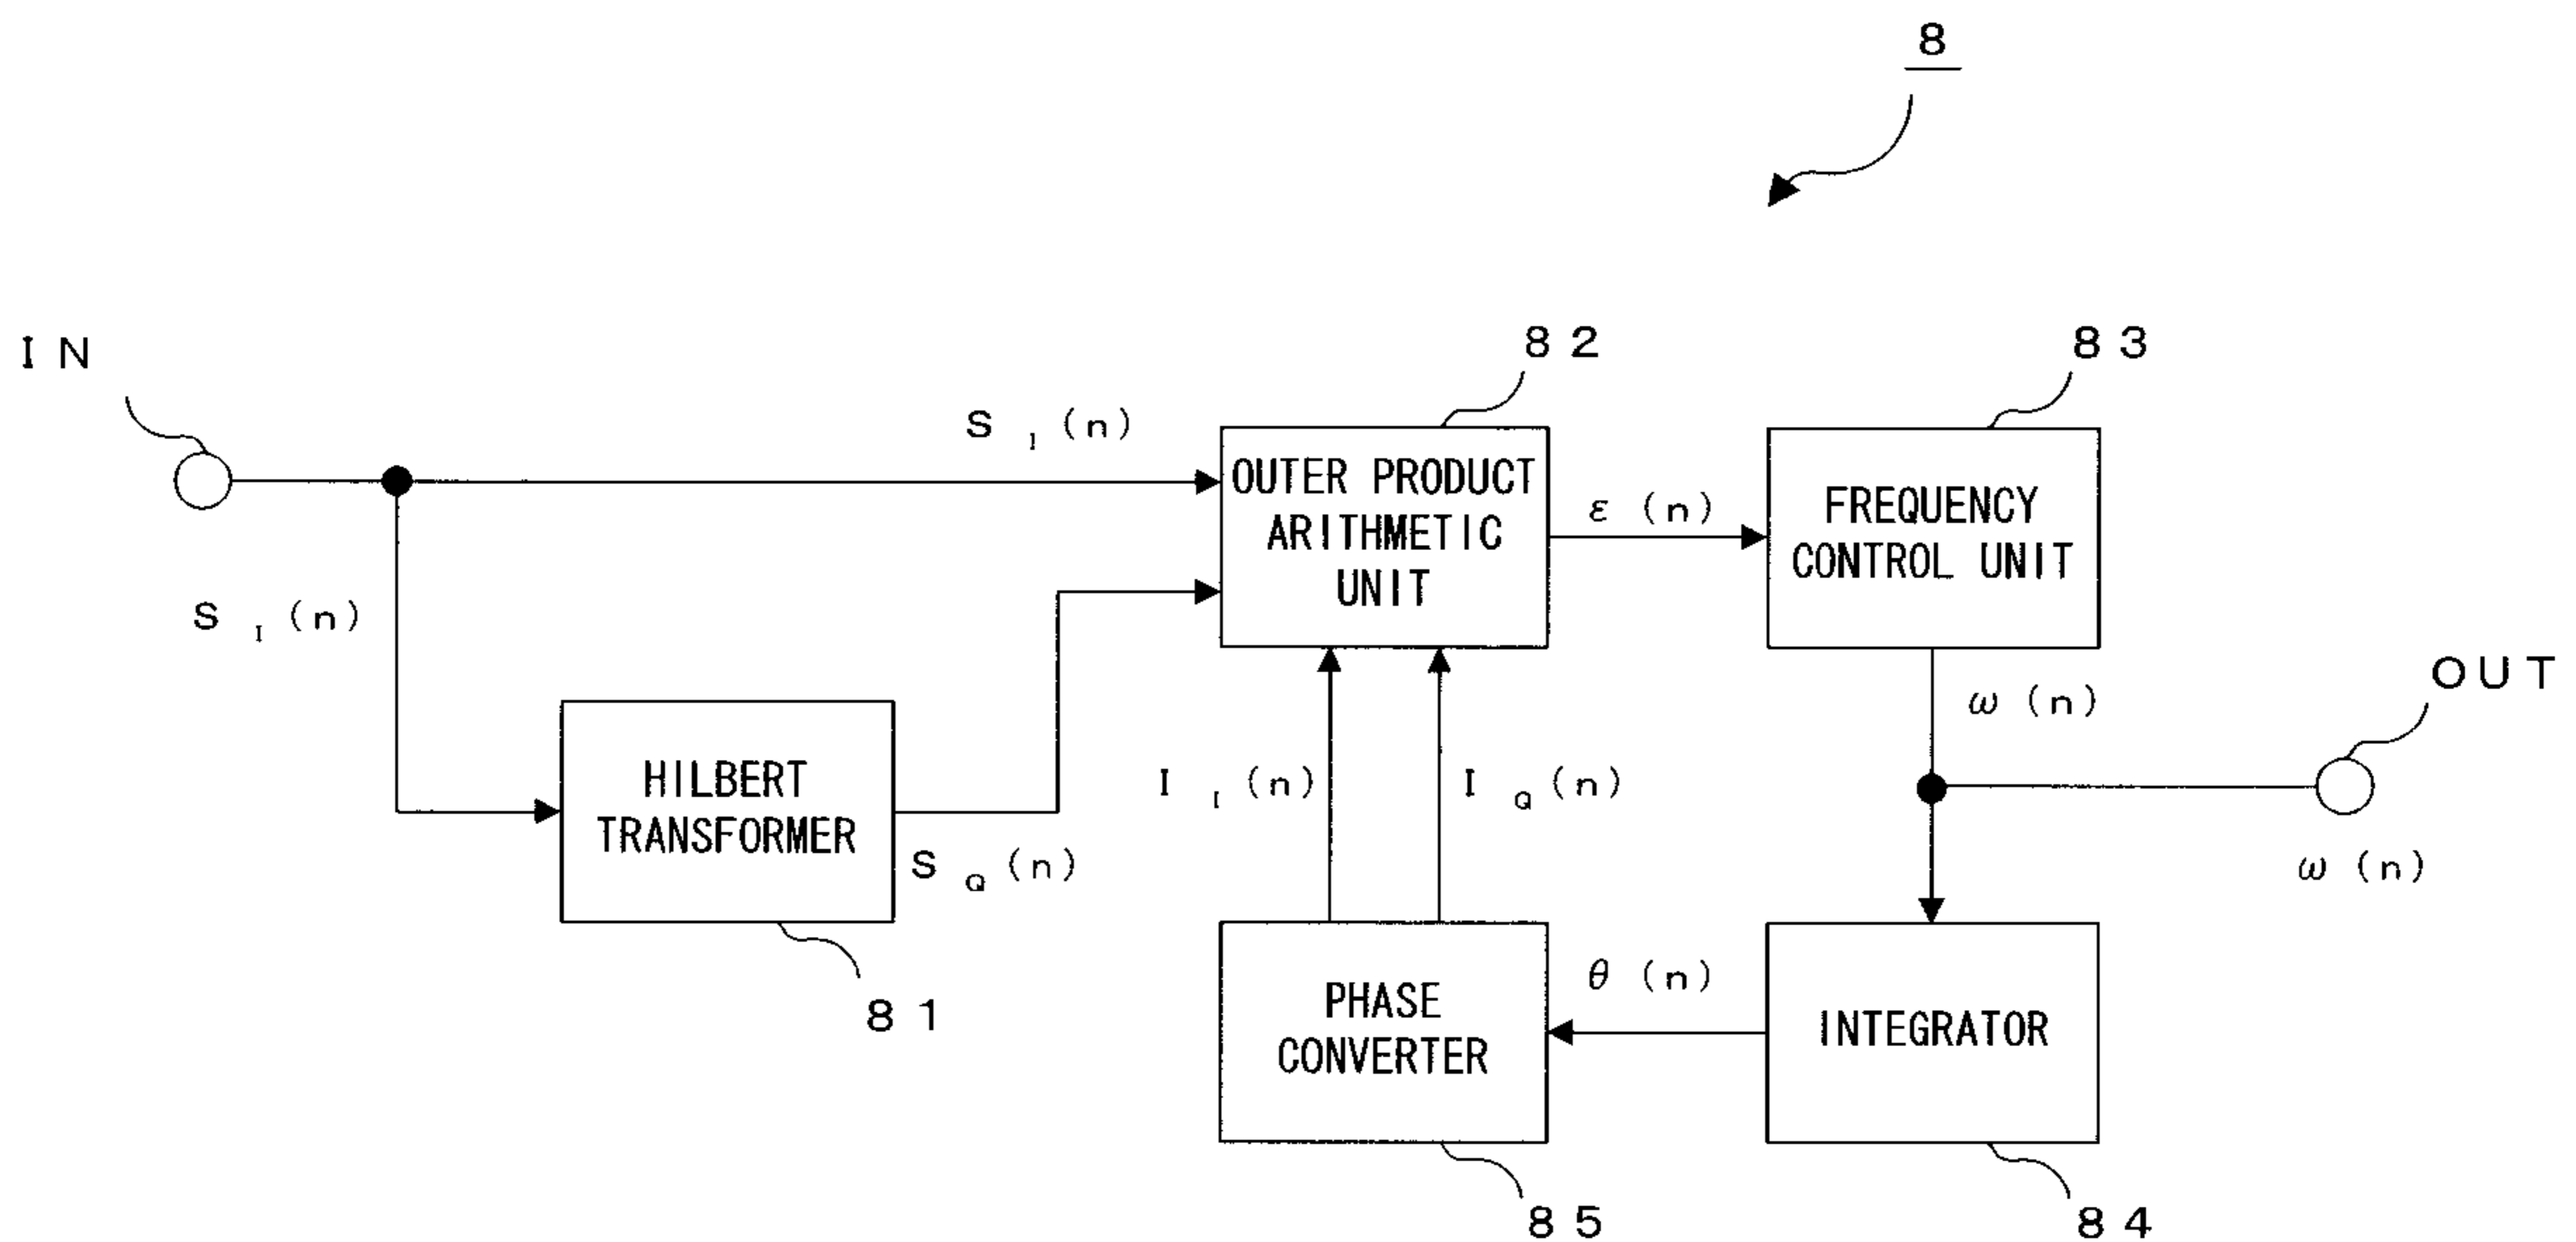 8
IN
82
83
S I (n)
OUTER PRODUCT
ARITHMETIC
UNIT
ε (n)
FREQUENCY
CONTROL UNIT
S I (n)
OUT
ω (n)
HILBERT
TRANSFORMER
I I (n)
I Q (n)
S Q (n)
ω (n)
81
PHASE
CONVERTER
θ (n)
INTEGRATOR
85
84